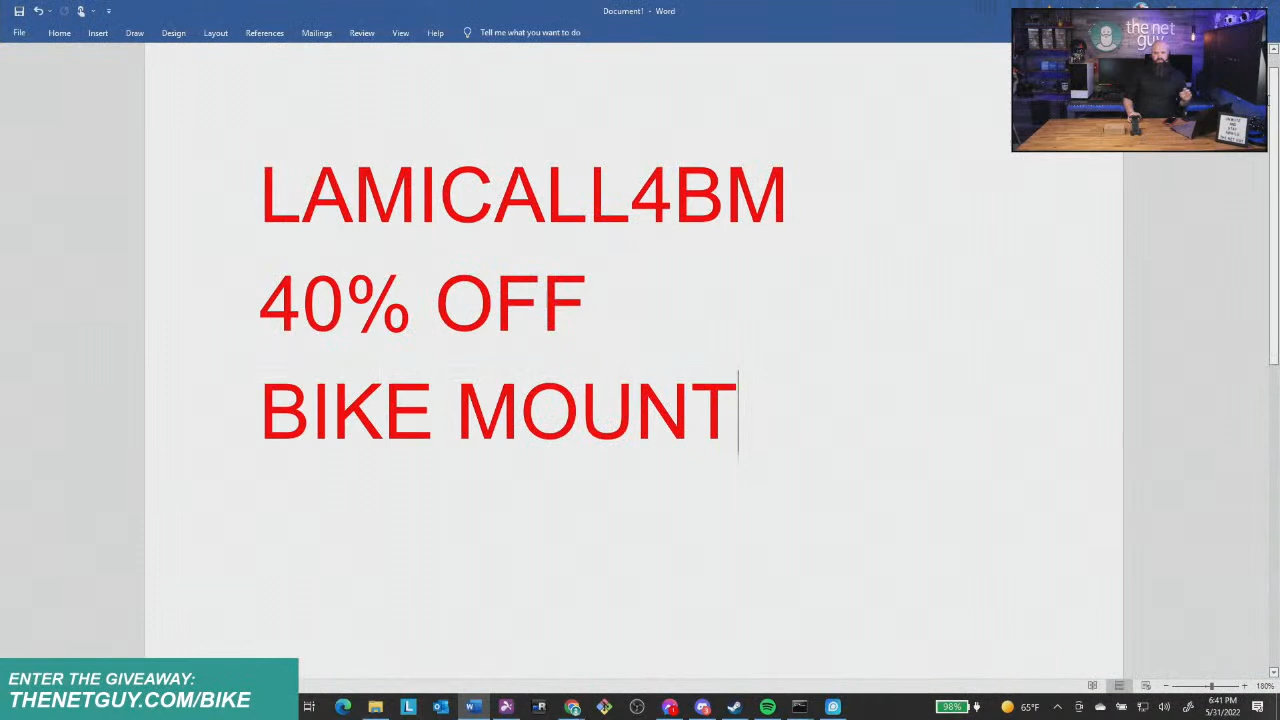 Document1 - Word
File Home Insert Draw Design Layout References Mailings Review View Help Tell me what you want to do
the net
guy
LAMICALL4BM
40% OFF
BIKE MOUNT
ENTER THE GIVEAWAY:
THENETGUY.COM/BIKE
180%
98% 65°F 6:41 PM
5/31/2022